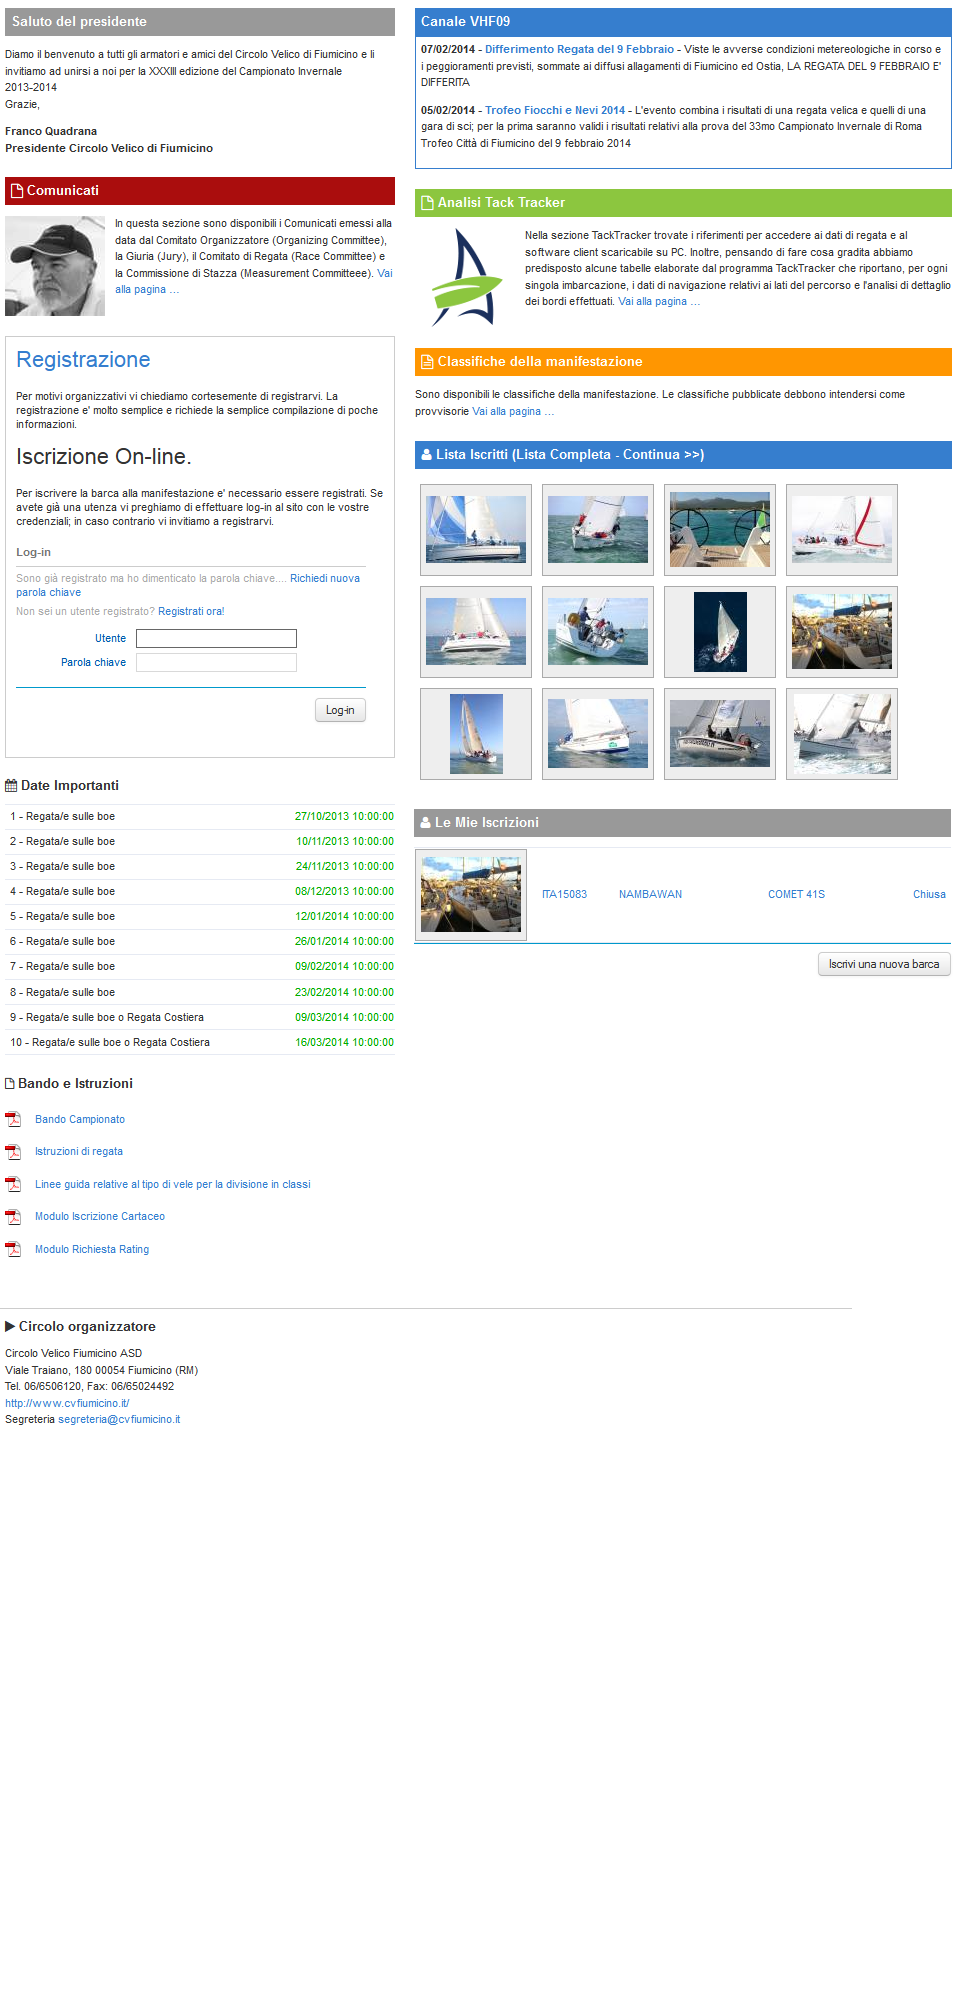 Saluto del presidente
Diamo il benvenuto a tutti gli armatori e amici del Circolo Velico di Fiumicino e li
invitiamo ad unirsi a noi per la XXXIII edizione del Campionato Invernale
2013-2014
Grazie,
Franco Quadrana
Presidente Circolo Velico di Fiumicino
Comunicati
In questa sezione sono disponibili i Comunicati emessi alla
data dal Comitato Organizzatore (Organizing Committee),
la Giuria (Jury), il Comitato di Regata (Race Committee) e
la Commissione di Stazza (Measurement Committeee). Vai
alla pagina ...
Registrazione
Per motivi organizzativi vi chiediamo cortesemente di registrarvi. La
registrazione e' molto semplice e richiede la semplice compilazione di poche
informazioni.
Iscrizione On-line.
Per iscrivere la barca alla manifestazione e' necessario essere registrati. Se
avete già una utenza vi preghiamo di effettuare log-in al sito con le vostre
credenziali; in caso contrario vi invitiamo a registrarvi.
Log-in
Sono già registrato ma ho dimenticato la parola chiave.... Richiedi nuova
parola chiave
Non sei un utente registrato? Registrati ora!
Utente
Parola chiave
Log-in
Date Importanti
1 - Regata/e sulle boe 27/10/2013 10:00:00
2 - Regata/e sulle boe 10/11/2013 10:00:00
3 - Regata/e sulle boe 24/11/2013 10:00:00
4 - Regata/e sulle boe 08/12/2013 10:00:00
5 - Regata/e sulle boe 12/01/2014 10:00:00
6 - Regata/e sulle boe 26/01/2014 10:00:00
7 - Regata/e sulle boe 09/02/2014 10:00:00
8 - Regata/e sulle boe 23/02/2014 10:00:00
9 - Regata/e sulle boe o Regata Costiera 09/03/2014 10:00:00
10 - Regata/e sulle boe o Regata Costiera 16/03/2014 10:00:00
Bando e Istruzioni
Bando Campionato
Istruzioni di regata
Linee guida relative al tipo di vele per la divisione in classi
Modulo Iscrizione Cartaceo
Modulo Richiesta Rating
Canale VHF09
07/02/2014 - Differimento Regata del 9 Febbraio - Viste le avverse condizioni metereologiche in corso e
i peggioramenti previsti, sommate ai diffusi allagamenti di Fiumicino ed Ostia, LA REGATA DEL 9 FEBBRAIO E'
DIFFERITA
05/02/2014 - Trofeo Fiocchi e Nevi 2014 - L'evento combina i risultati di una regata velica e quelli di una
gara di sci; per la prima saranno validi i risultati relativi alla prova del 33mo Campionato Invernale di Roma
Trofeo Città di Fiumicino del 9 febbraio 2014
Analisi Tack Tracker
Nella sezione TackTracker trovate i riferimenti per accedere ai dati di regata e al
software client scaricabile su PC. Inoltre, pensando di fare cosa gradita abbiamo
predisposto alcune tabelle elaborate dal programma TackTracker che riportano, per ogni
singola imbarcazione, i dati di navigazione relativi ai lati del percorso e l'analisi di dettaglio
dei bordi effettuati. Vai alla pagina ...
Classifiche della manifestazione
Sono disponibili le classifiche della manifestazione. Le classifiche pubblicate debbono intendersi come
provvisorie Vai alla pagina ...
Lista Iscritti (Lista Completa - Continua >>)
Le Mie Iscrizioni
ITA15083 NAMBAWAN COMET 41S Chiusa
Iscrivi una nuova barca
Circolo organizzatore
Circolo Velico Fiumicino ASD
Viale Traiano, 180 00054 Fiumicino (RM)
Tel. 06/6506120, Fax: 06/65024492
http://www.cvfiumicino.it/
Segreteria segreteria@cvfiumicino.it